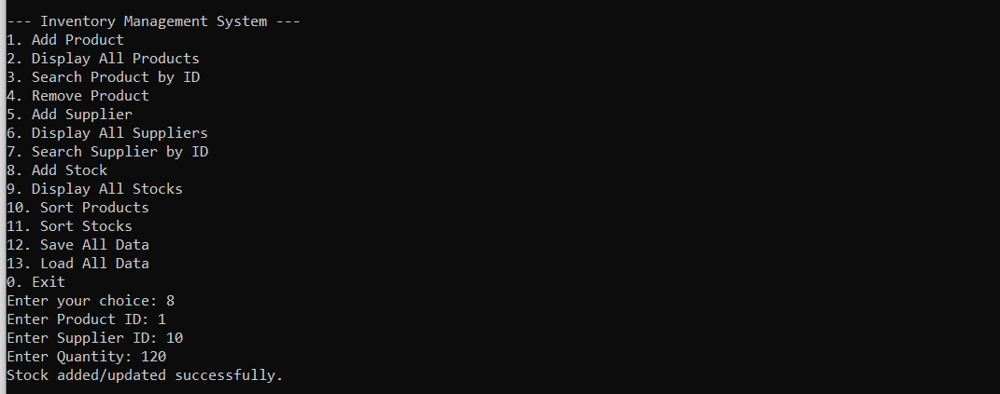 --- Inventory Management System ---
1. Add Product
2. Display All Products
3. Search Product by ID
4. Remove Product
5. Add Supplier
6. Display All Suppliers
7. Search Supplier by ID
8. Add Stock
9. Display All Stocks
10. Sort Products
11. Sort Stocks
12. Save All Data
13. Load All Data
0. Exit
Enter your choice: 8
Enter Product ID: 1
Enter Supplier ID: 10
Enter Quantity: 120
Stock added/updated successfully.